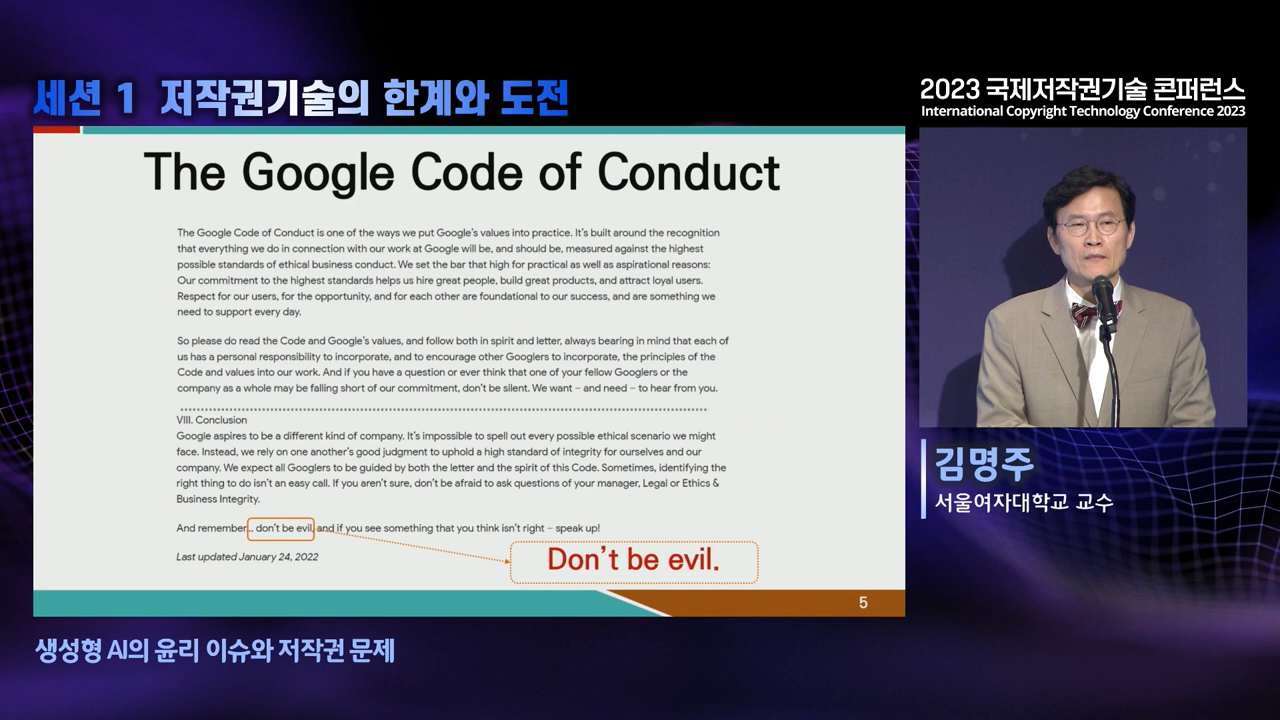 세션 1 저작권기술의 한계와 도전
2023 국제저작권기술 콘퍼런스
International Copyright Technology Conference 2023
The Google Code of Conduct
The Google Code of Conduct is one of the ways we put Google's values into practice. It's built around the recognition
that everything we do in connection with our work at Google will be, and should be, measured against the highest
possible standards of ethical business conduct. We set the bar that high for practical as well as aspirational reasons:
Our commitment to the highest standards helps us hire great people, build great products, and attract loyal users.
Respect for our users, for the opportunity, and for each other are foundational to our success, and are something we
need to support every day.
So please do read the Code and Google's values, and follow both in spirit and letter, always bearing in mind that each of
us has a personal responsibility to incorporate, and to encourage other Googlers to incorporate, the principles of the
Code and values into our work. And if you have a question or ever think that one of your fellow Googlers or the
company as a whole may be falling short of our commitment, don't be silent. We want – and need – to hear from you.
VIII. Conclusion
Google aspires to be a different kind of company. It's impossible to spell out every possible ethical scenario we might
face. Instead, we rely on one another's good judgment to uphold a high standard of integrity for ourselves and our
company. We expect all Googlers to be guided by both the letter and the spirit of this Code. Sometimes, identifying the
right thing to do isn't an easy call. If you aren't sure, don't be afraid to ask questions of your manager, Legal or Ethics &
Business Integrity.
And remember... don't be evil, and if you see something that you think isn't right – speak up!
Last updated January 24, 2022
Don't be evil.
5
김명주
서울여자대학교 교수
생성형 AI의 윤리 이슈와 저작권 문제